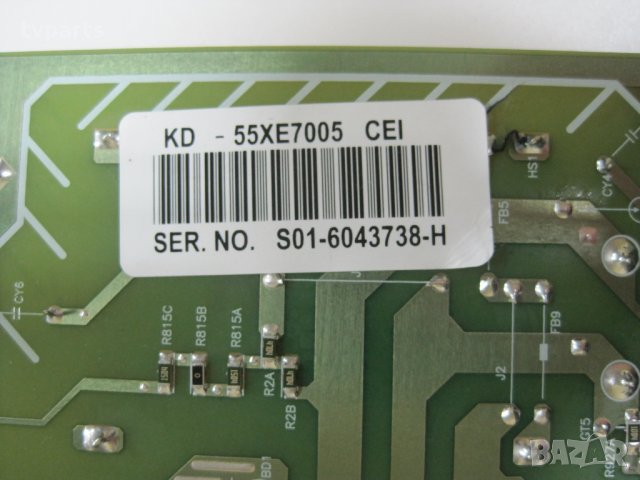 tvparts
KD - 55XE7005 CEI
SER. NO. S01-6043738-H
HS1
CY6
R815C
R815B
R815A
R2A
R2B
FB5
FB9
J2
BD1
BAZAR